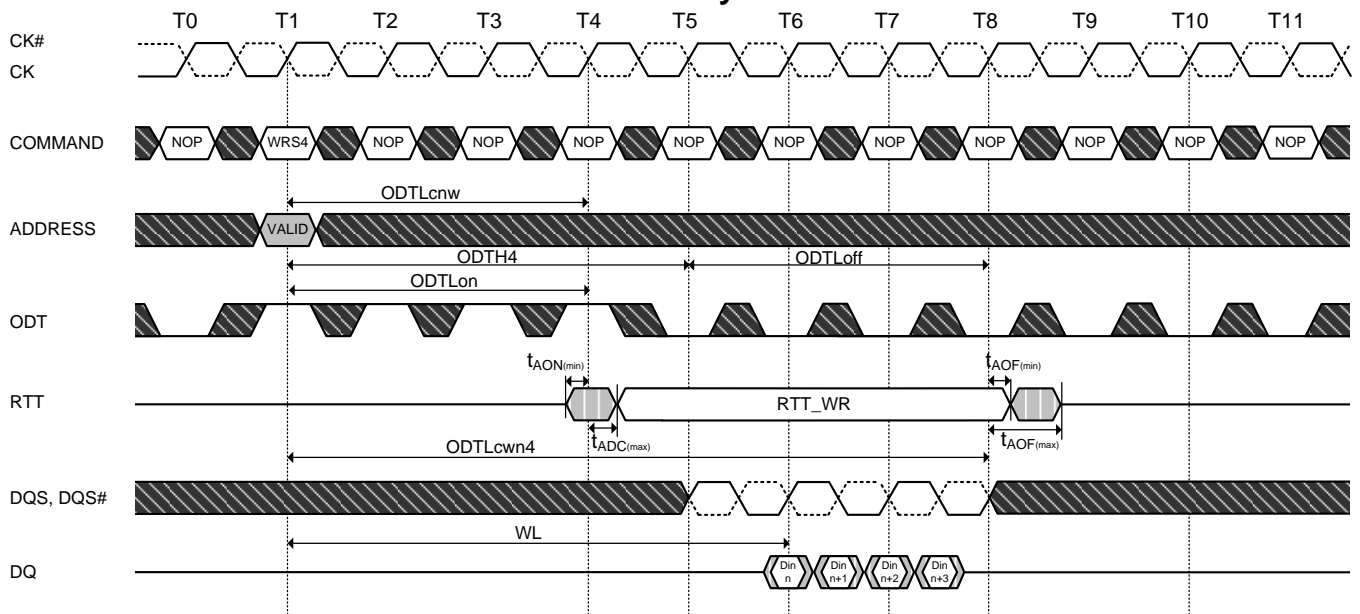 y
T0 T1 T2 T3 T4 T5 T6 T7 T8 T9 T10 T11
CK#
CK
COMMAND NOP WRS4 NOP NOP NOP NOP NOP NOP NOP NOP NOP NOP
ODTLcnw
ADDRESS VALID
ODTH4 ODTLoff
ODTLon
ODT
tAON(min) tAOF(min)
RTT RTT_WR
tADC(max) tAOF(max)
ODTLcwn4
DQS, DQS#
WL
DQ Din n Din n+1 Din n+2 Din n+3